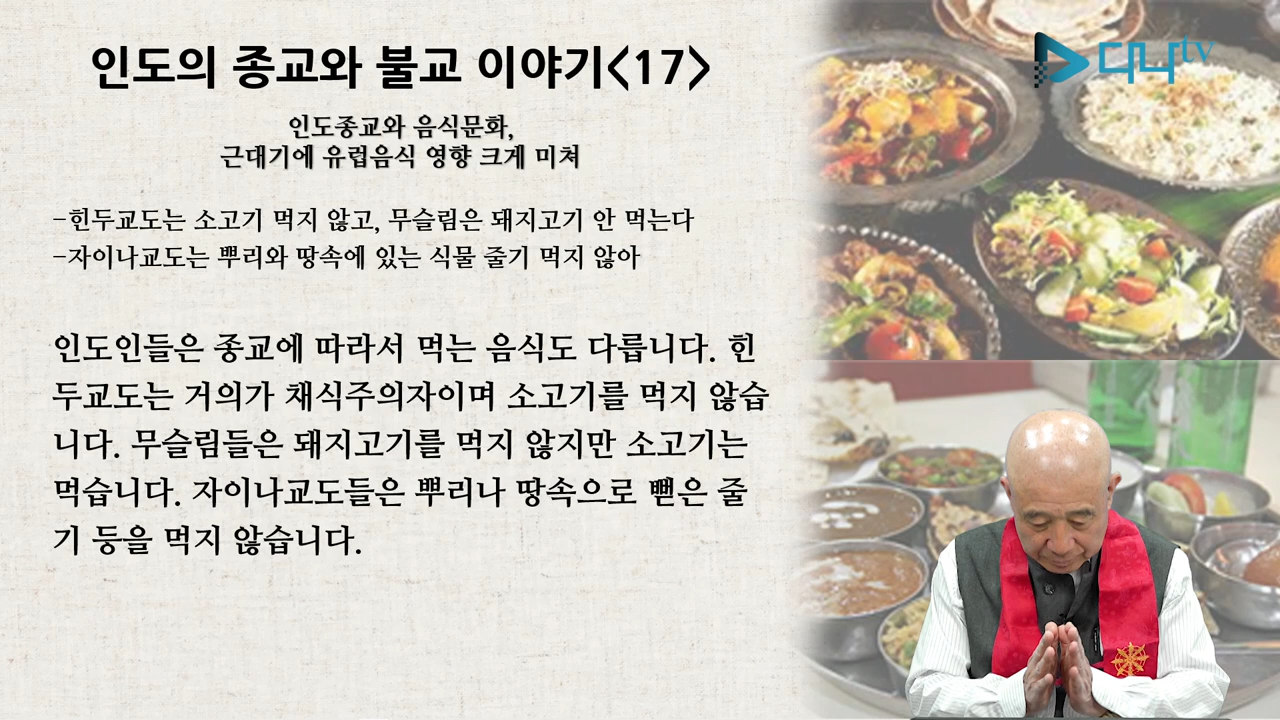 인도의 종교와 불교 이야기<17>
다나tv
인도종교와 음식문화,
근대기에 유럽음식 영향 크게 미쳐
-힌두교도는 소고기 먹지 않고, 무슬림은 돼지고기 안 먹는다
-자이나교도는 뿌리와 땅속에 있는 식물 줄기 먹지 않아
인도인들은 종교에 따라서 먹는 음식도 다릅니다. 힌
두교도는 거의가 채식주의자이며 소고기를 먹지 않습
니다. 무슬림들은 돼지고기를 먹지 않지만 소고기는
먹습니다. 자이나교도들은 뿌리나 땅속으로 뻗은 줄
기 등을 먹지 않습니다.